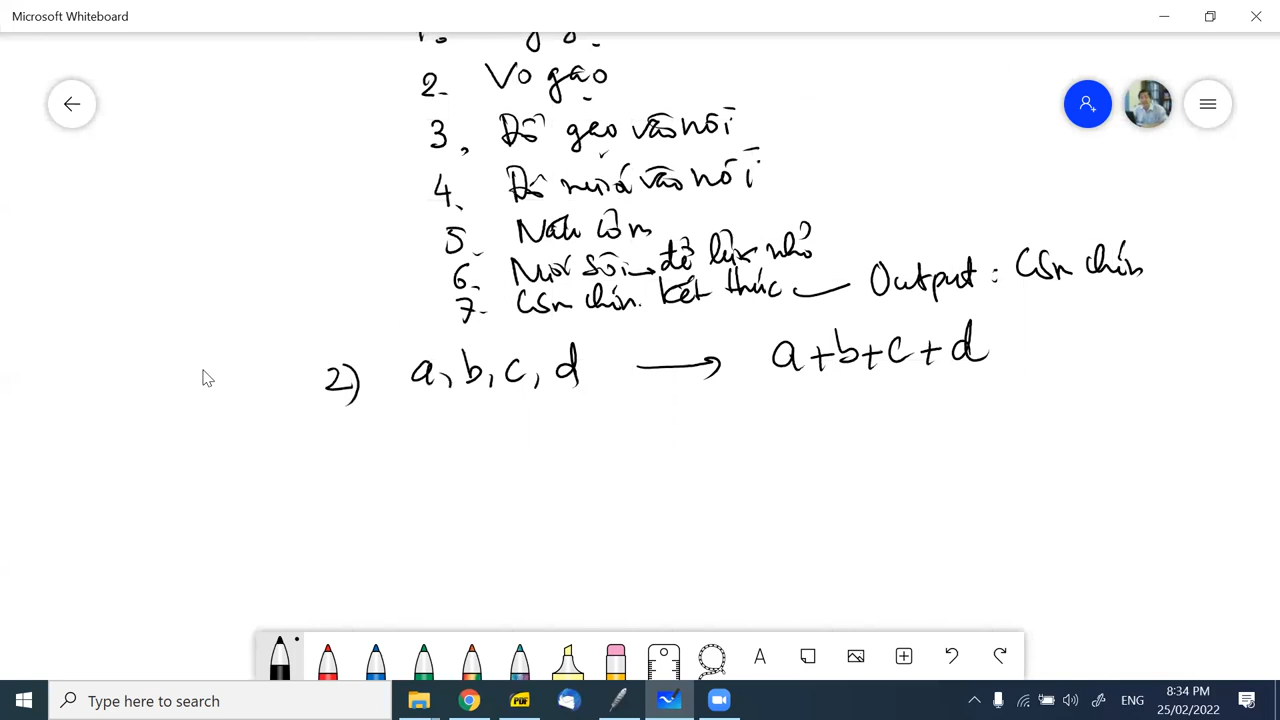 Microsoft Whiteboard
1.
2. Vo gạo
3. Đổ gạo vào nồi
4. Đổ nước vào nồi
5. Nấu cơm
6. Nước sôi → để lửa nhỏ
7. Cơm chín. kết thúc — Output : Cơm chín
2) a, b, c, d → a+b+c+d
A
Type here to search
PDF
ENG
8:34 PM
25/02/2022